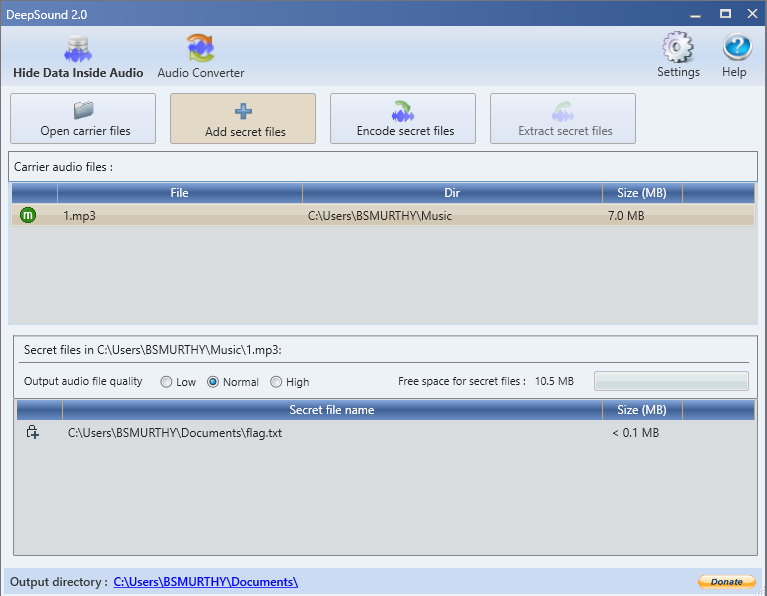 DeepSound 2.0
Hide Data Inside Audio Audio Converter Settings Help
Open carrier files Add secret files Encode secret files Extract secret files
Carrier audio files :
File Dir Size (MB)
m 1.mp3 C:\Users\BSMURTHY\Music 7.0 MB
Secret files in C:\Users\BSMURTHY\Music\1.mp3:
Output audio file quality Low Normal High Free space for secret files : 10.5 MB
Secret file name Size (MB)
C:\Users\BSMURTHY\Documents\flag.txt < 0.1 MB
Output directory : C:\Users\BSMURTHY\Documents\ Donate